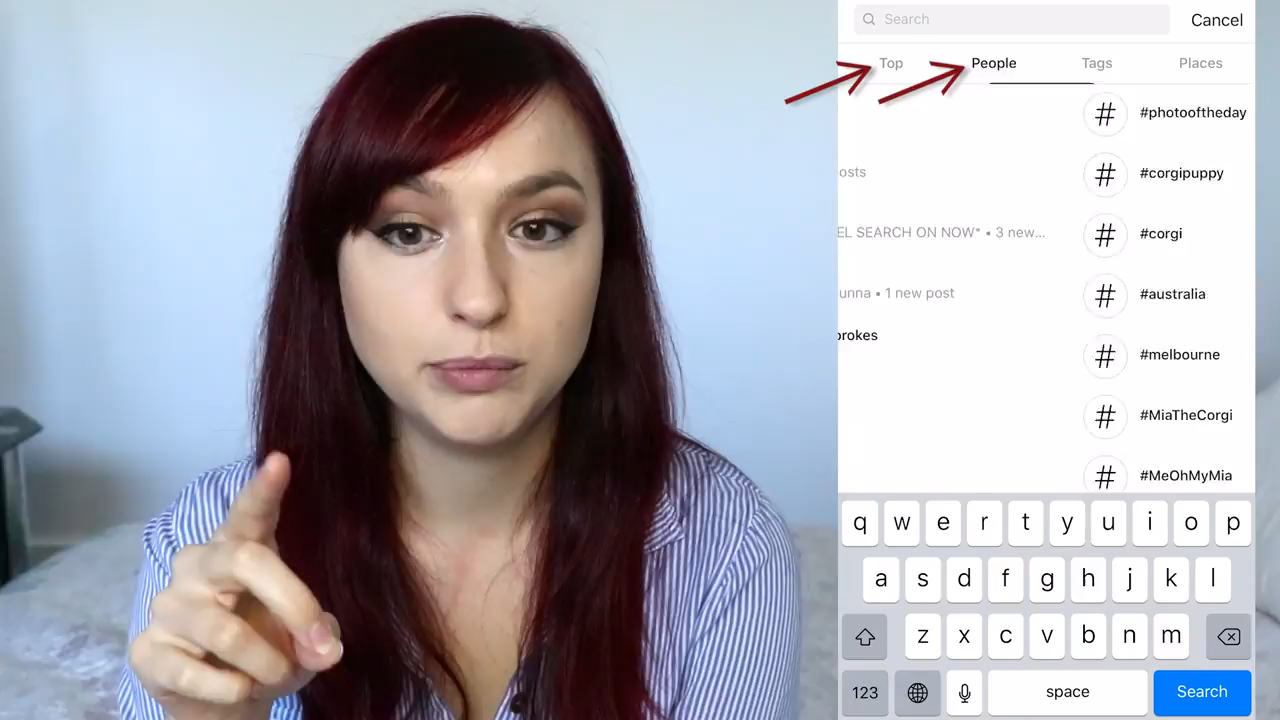 Search
Cancel
Top People Tags Places
#photooftheday
osts
#corgipuppy
EL SEARCH ON NOW* • 3 new...
#corgi
unna • 1 new post
#australia
brokes
#melbourne
#MiaTheCorgi
#MeOhMyMia
q w e r t y u i o p
a s d f g h j k l
z x c v b n m
123 space Search